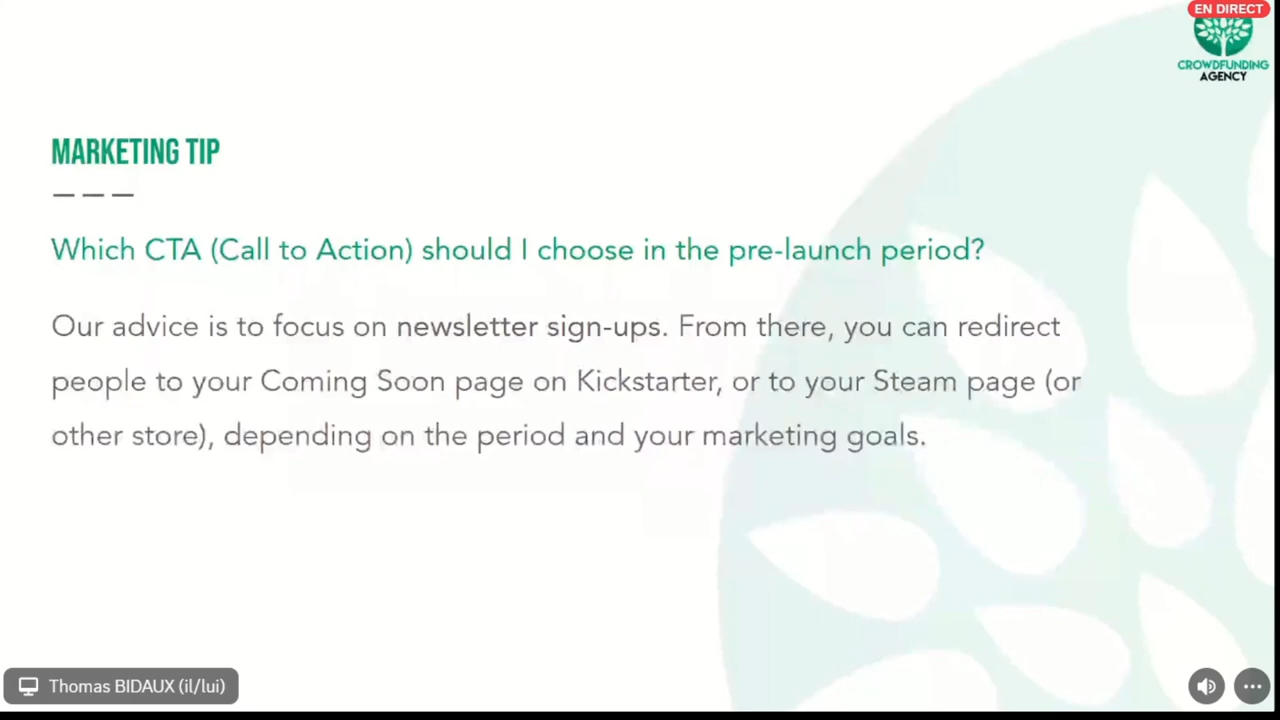 EN DIRECT
CROWDFUNDING
AGENCY
MARKETING TIP
Which CTA (Call to Action) should I choose in the pre-launch period?
Our advice is to focus on newsletter sign-ups. From there, you can redirect
people to your Coming Soon page on Kickstarter, or to your Steam page (or
other store), depending on the period and your marketing goals.
Thomas BIDAUX (il/lui)